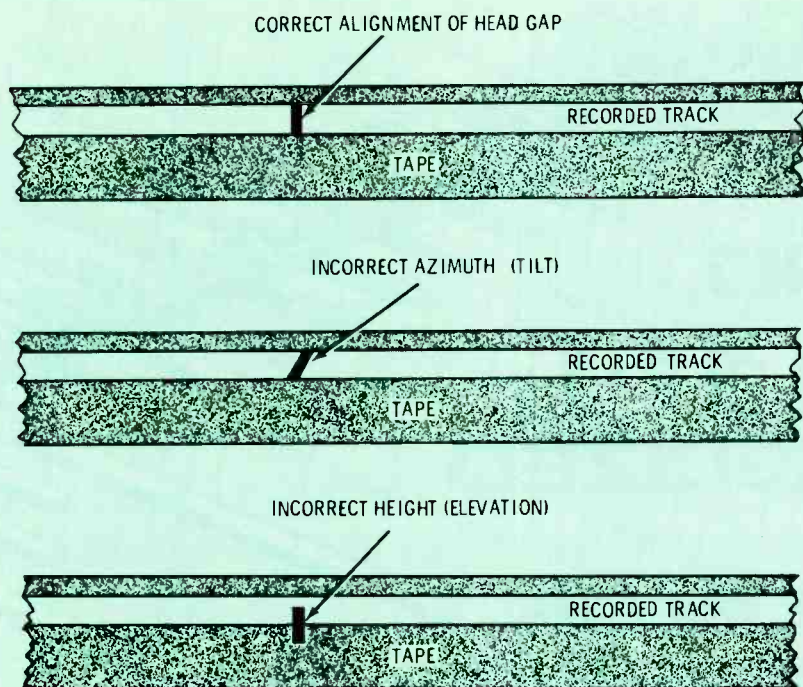 CORRECT ALIGNMENT OF HEAD GAP
RECORDED TRACK
TAPE
INCORRECT AZIMUTH (TILT)
RECORDED TRACK
TAPE
INCORRECT HEIGHT (ELEVATION)
RECORDED TRACK
TAPE